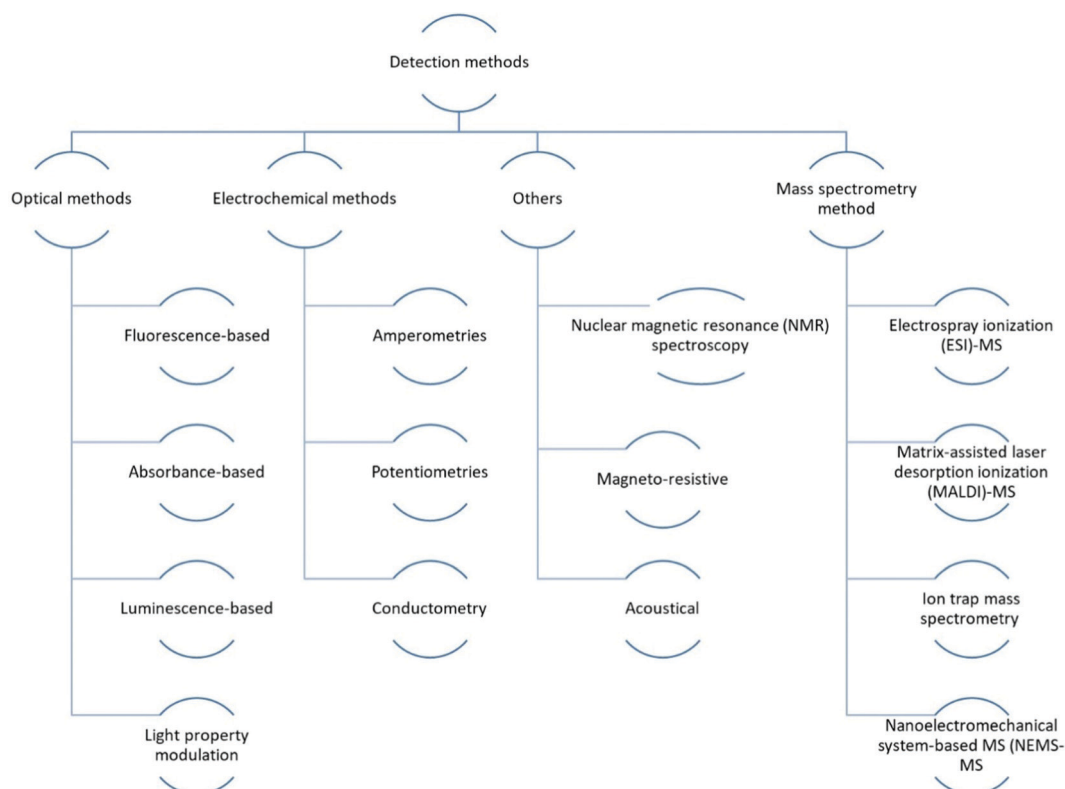 Detection methods
Optical methods
Electrochemical methods
Others
Mass spectrometry
method
Fluorescence-based
Amperometries
Nuclear magnetic resonance (NMR)
spectroscopy
Electrospray ionization
(ESI)-MS
Absorbance-based
Potentiometries
Magneto-resistive
Matrix-assisted laser
desorption ionization
(MALDI)-MS
Luminescence-based
Conductometry
Acoustical
Ion trap mass
spectrometry
Light property
modulation
Nanoelectromechanical
system-based MS (NEMS-
MS